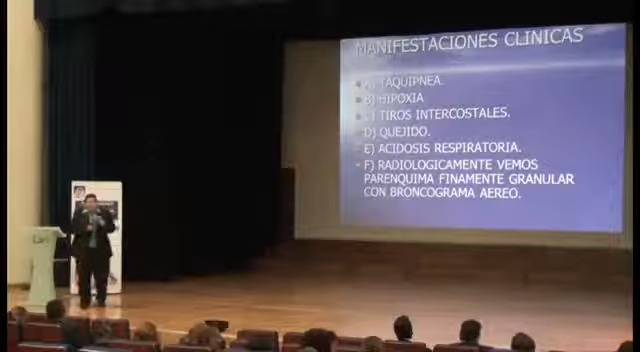 MANIFESTACIONES CLINICAS
A) TAQUIPNEA.
B) HIPOXIA
C) TIROS INTERCOSTALES.
D) QUEJIDO.
E) ACIDOSIS RESPIRATORIA.
F) RADIOLOGICAMENTE VEMOS
PARENQUIMA FINAMENTE GRANULAR
CON BRONCOGRAMA AEREO.